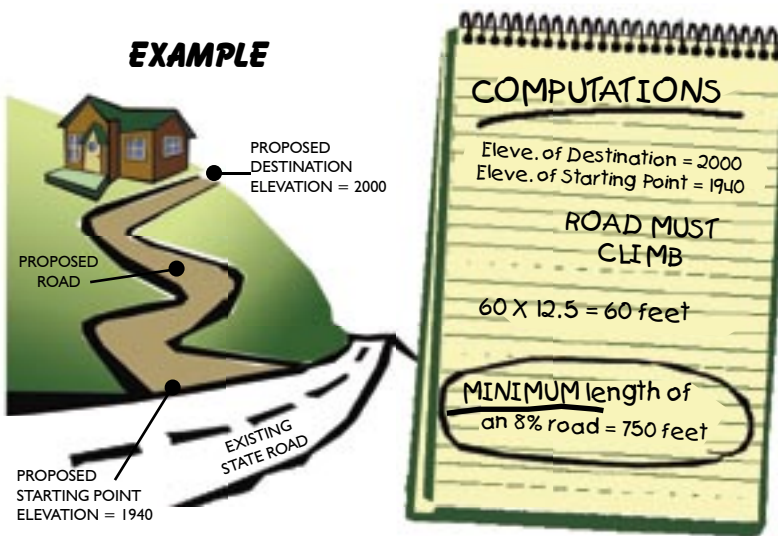 EXAMPLE
PROPOSED
DESTINATION
ELEVATION = 2000
PROPOSED
ROAD
EXISTING
STATE ROAD
PROPOSED
STARTING POINT
ELEVATION = 1940
COMPUTATIONS
Eleve. of Destination = 2000
Eleve. of Starting Point = 1940
ROAD MUST
CLIMB
60 X 12.5 = 60 feet
MINIMUM length of
an 8% road = 750 feet